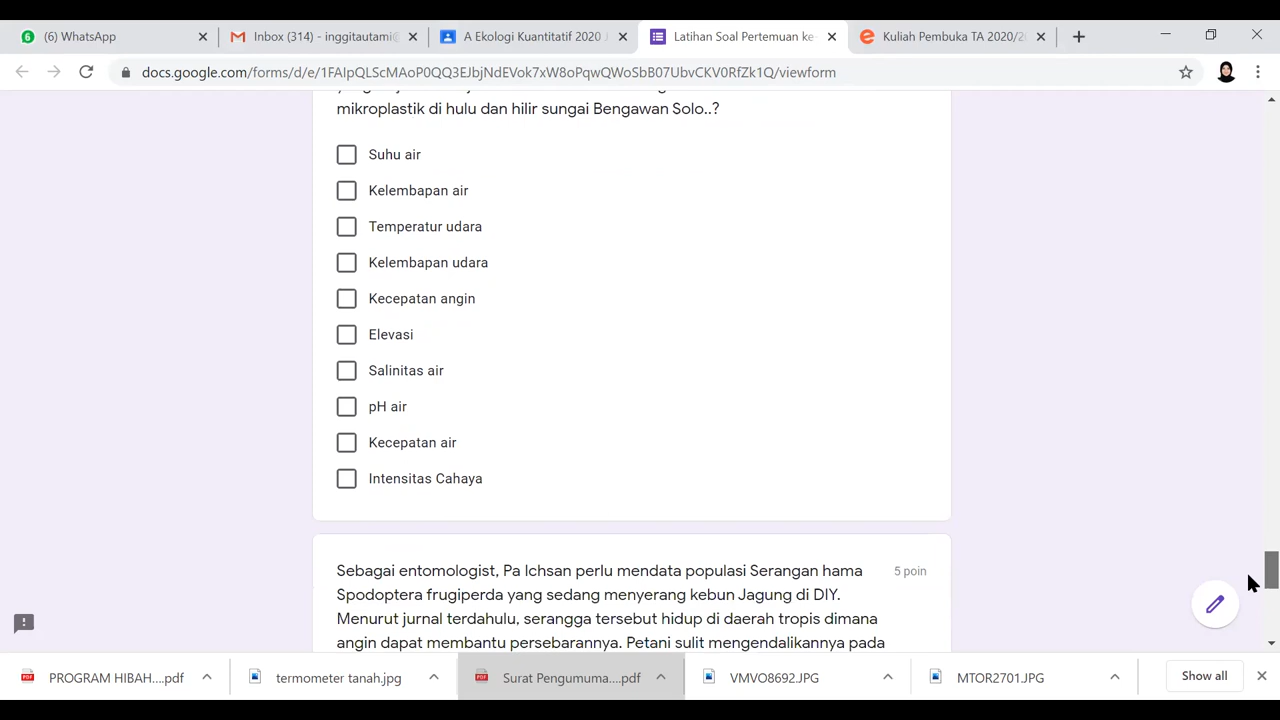 6
(6) WhatsApp
Inbox (314) - inggitautami@
A Ekologi Kuantitatif 2020
Latihan Soal Pertemuan ke-
Kuliah Pembuka TA 2020/2
docs.google.com/forms/d/e/1FAIpQLScMAoP0QQ3EJbjNdEVok7xW8oPqwQWoSbB07UbvCKV0RfZk1Q/viewform
mikroplastik di hulu dan hilir sungai Bengawan Solo..?
Suhu air
Kelembapan air
Temperatur udara
Kelembapan udara
Kecepatan angin
Elevasi
Salinitas air
pH air
Kecepatan air
Intensitas Cahaya
Sebagai entomologist, Pa Ichsan perlu mendata populasi Serangan hama
5 poin
Spodoptera frugiperda yang sedang menyerang kebun Jagung di DIY.
Menurut jurnal terdahulu, serangga tersebut hidup di daerah tropis dimana
angin dapat membantu persebarannya. Petani sulit mengendalikannya pada
PROGRAM HIBAH....pdf
termometer tanah.jpg
Surat Pengumuma....pdf
VMVO8692.JPG
MTOR2701.JPG
Show all